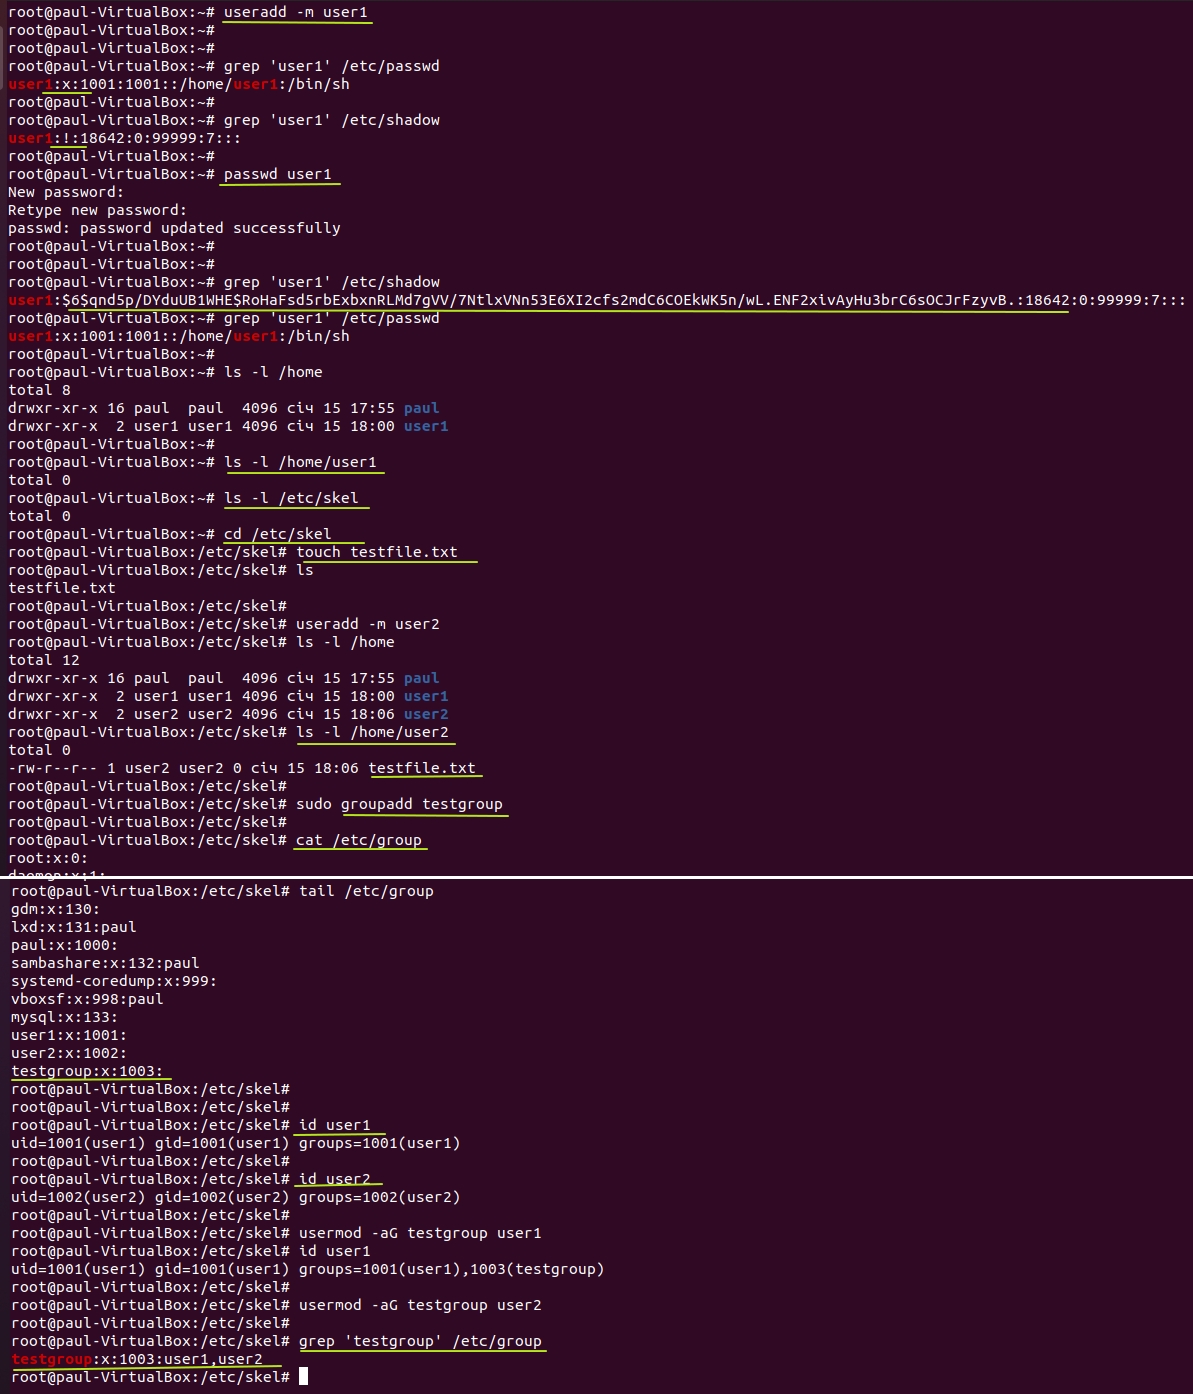 root@paul-VirtualBox:~# useradd -m user1
root@paul-VirtualBox:~#
root@paul-VirtualBox:~#
root@paul-VirtualBox:~# grep 'user1' /etc/passwd
user1:x:1001:1001::/home/user1:/bin/sh
root@paul-VirtualBox:~#
root@paul-VirtualBox:~# grep 'user1' /etc/shadow
user1:!:18642:0:99999:7:::
root@paul-VirtualBox:~#
root@paul-VirtualBox:~# passwd user1
New password:
Retype new password:
passwd: password updated successfully
root@paul-VirtualBox:~#
root@paul-VirtualBox:~#
root@paul-VirtualBox:~# grep 'user1' /etc/shadow
user1:$6$qnd5p/DYduUB1WHE$RoHaFsd5rbExbxnRLMd7gVV/7NtlxVNn53E6XI2cfs2mdC6COEkWK5n/wL.ENF2xivAyHu3brC6sOCJrFzyvB.:18642:0:99999:7:::
root@paul-VirtualBox:~# grep 'user1' /etc/passwd
user1:x:1001:1001::/home/user1:/bin/sh
root@paul-VirtualBox:~#
root@paul-VirtualBox:~# ls -l /home
total 8
drwxr-xr-x 16 paul  paul  4096 січ 15 17:55 paul
drwxr-xr-x  2 user1 user1 4096 січ 15 18:00 user1
root@paul-VirtualBox:~#
root@paul-VirtualBox:~# ls -l /home/user1
total 0
root@paul-VirtualBox:~# ls -l /etc/skel
total 0
root@paul-VirtualBox:~# cd /etc/skel
root@paul-VirtualBox:/etc/skel# touch testfile.txt
root@paul-VirtualBox:/etc/skel# ls
testfile.txt
root@paul-VirtualBox:/etc/skel#
root@paul-VirtualBox:/etc/skel# useradd -m user2
root@paul-VirtualBox:/etc/skel# ls -l /home
total 12
drwxr-xr-x 16 paul  paul  4096 січ 15 17:55 paul
drwxr-xr-x  2 user1 user1 4096 січ 15 18:00 user1
drwxr-xr-x  2 user2 user2 4096 січ 15 18:06 user2
root@paul-VirtualBox:/etc/skel# ls -l /home/user2
total 0
-rw-r--r-- 1 user2 user2 0 січ 15 18:06 testfile.txt
root@paul-VirtualBox:/etc/skel#
root@paul-VirtualBox:/etc/skel# sudo groupadd testgroup
root@paul-VirtualBox:/etc/skel#
root@paul-VirtualBox:/etc/skel# cat /etc/group
root:x:0:
daemon:x:1:
root@paul-VirtualBox:/etc/skel# tail /etc/group
gdm:x:130:
lxd:x:131:paul
paul:x:1000:
sambashare:x:132:paul
systemd-coredump:x:999:
vboxsf:x:998:paul
mysql:x:133:
user1:x:1001:
user2:x:1002:
testgroup:x:1003:
root@paul-VirtualBox:/etc/skel#
root@paul-VirtualBox:/etc/skel#
root@paul-VirtualBox:/etc/skel# id user1
uid=1001(user1) gid=1001(user1) groups=1001(user1)
root@paul-VirtualBox:/etc/skel#
root@paul-VirtualBox:/etc/skel# id user2
uid=1002(user2) gid=1002(user2) groups=1002(user2)
root@paul-VirtualBox:/etc/skel#
root@paul-VirtualBox:/etc/skel# usermod -aG testgroup user1
root@paul-VirtualBox:/etc/skel# id user1
uid=1001(user1) gid=1001(user1) groups=1001(user1),1003(testgroup)
root@paul-VirtualBox:/etc/skel#
root@paul-VirtualBox:/etc/skel# usermod -aG testgroup user2
root@paul-VirtualBox:/etc/skel#
root@paul-VirtualBox:/etc/skel# grep 'testgroup' /etc/group
testgroup:x:1003:user1,user2
root@paul-VirtualBox:/etc/skel#